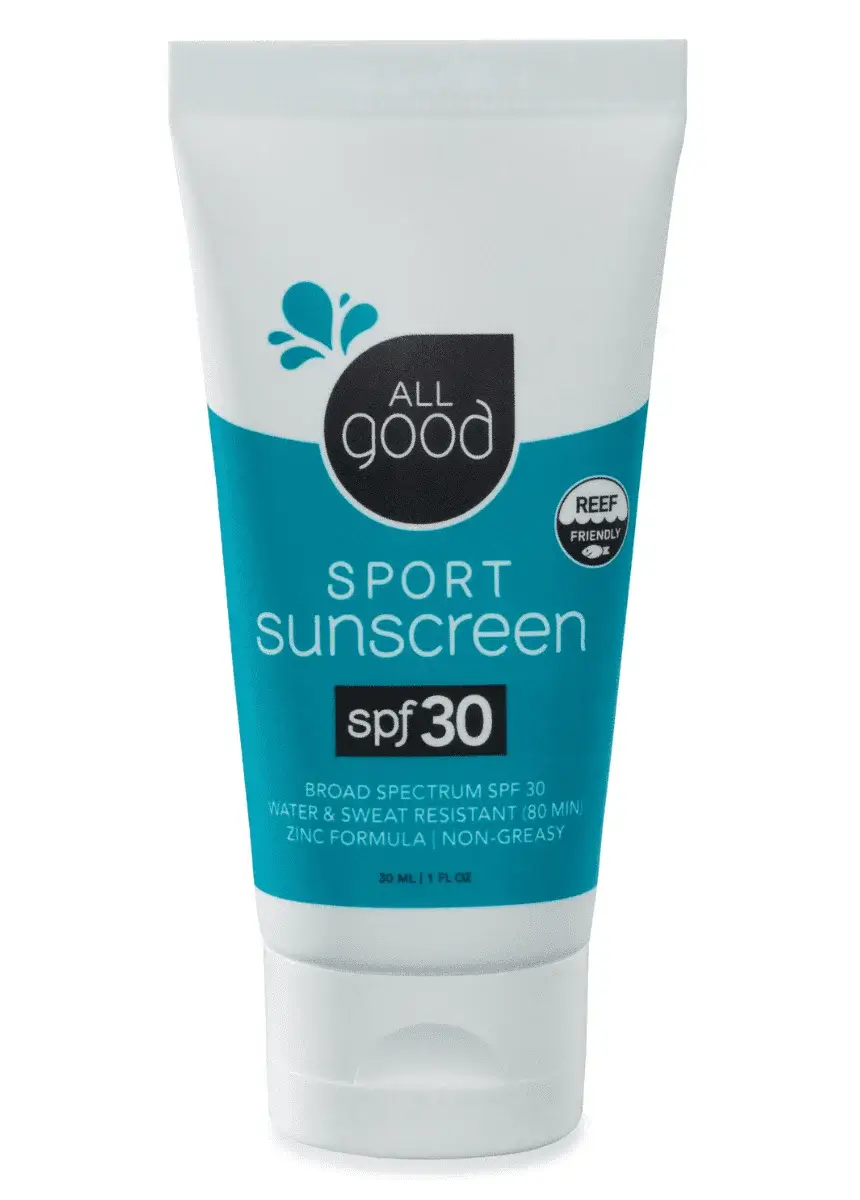 ALL
good
REEF
FRIENDLY
SPORT
sunscreen
spf 30
BROAD SPECTRUM SPF 30
WATER & SWEAT RESISTANT (80 MIN)
ZINC FORMULA | NON-GREASY
30 ML | 1 FL OZ